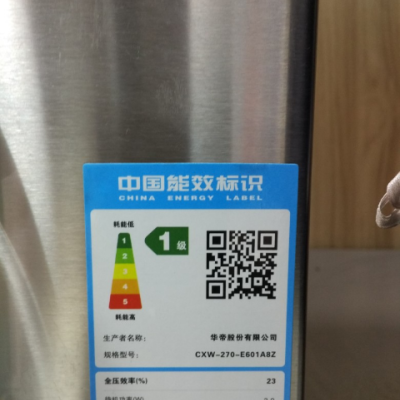 中国能效标识
CHINA ENERGY LABEL
耗能低
1
2
3
4
5
耗能高
1级
生产者名称： 华帝股份有限公司
规格型号： CXW-270-E601A8Z
全压效率(%) 23